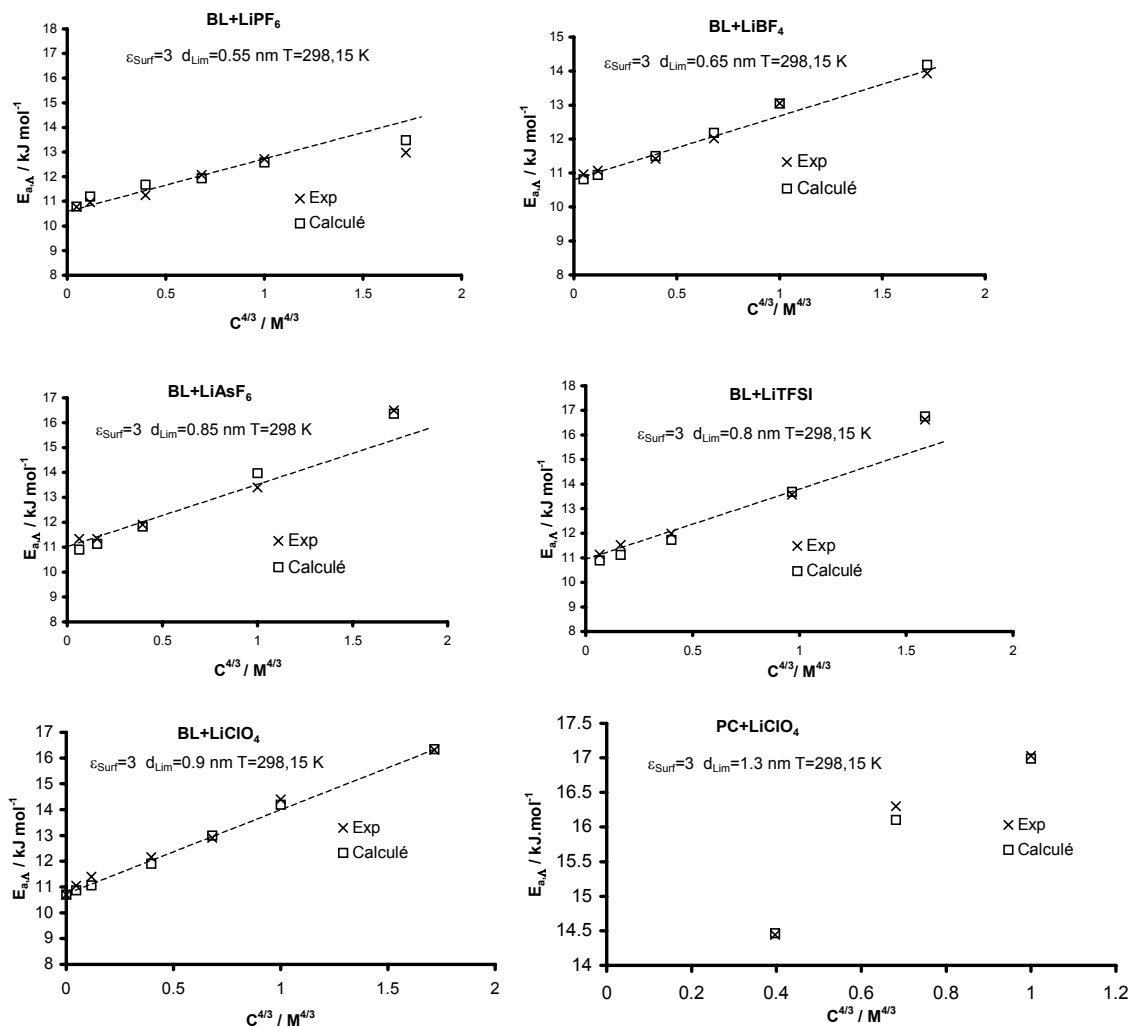 BL+LiPF6
εSurf=3 dLim=0.55 nm T=298,15 K
Ea,Λ / kJ mol-1
18
17
16
15
14
13
12
11
10
9
8
× Exp
□ Calculé
0 0.5 1 1.5 2
C4/3 / M4/3
BL+LiBF4
εSurf=3 dLim=0.65 nm T=298,15 K
Ea,Λ / kJ mol-1
15
14
13
12
11
10
9
8
× Exp
□ Calculé
0 0.5 1 1.5 2
C4/3 / M4/3
BL+LiAsF6
εSurf=3 dLim=0.85 nm T=298 K
Ea,Λ / kJ mol-1
17
16
15
14
13
12
11
10
9
8
× Exp
□ Calculé
0 0.5 1 1.5 2
C4/3 / M4/3
BL+LiTFSI
εSurf=3 dLim=0.8 nm T=298,15 K
Ea,Λ / kJ mol-1
18
17
16
15
14
13
12
11
10
9
8
× Exp
□ Calculé
0 0.5 1 1.5 2
C4/3 / M4/3
BL+LiClO4
εSurf=3 dLim=0.9 nm T=298,15 K
Ea,Λ / kJ mol-1
17
16
15
14
13
12
11
10
9
8
× Exp
□ Calculé
0 0.5 1 1.5 2
C4/3 / M4/3
PC+LiClO4
εSurf=3 dLim=1.3 nm T=298,15 K
Ea,Λ / kJ.mol-1
17.5
17
16.5
16
15.5
15
14.5
14
× Exp
□ Calculé
0 0.2 0.4 0.6 0.8 1 1.2
C4/3 / M4/3